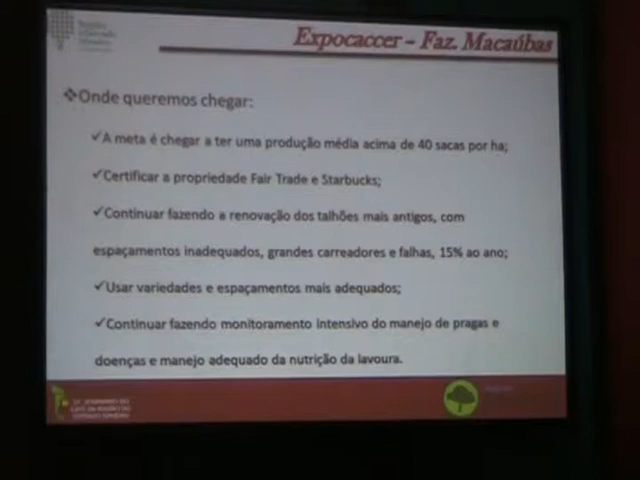 Expocaccer – Faz. Macaúbas
❖Onde queremos chegar:
✓A meta é chegar a ter uma produção média acima de 40 sacas por ha;
✓Certificar a propriedade Fair Trade e Starbucks;
✓Continuar fazendo a renovação dos talhões mais antigos, com
espaçamentos inadequados, grandes carreadores e falhas, 15% ao ano;
✓Usar variedades e espaçamentos mais adequados;
✓Continuar fazendo monitoramento intensivo do manejo de pragas e
doenças e manejo adequado da nutrição da lavoura.